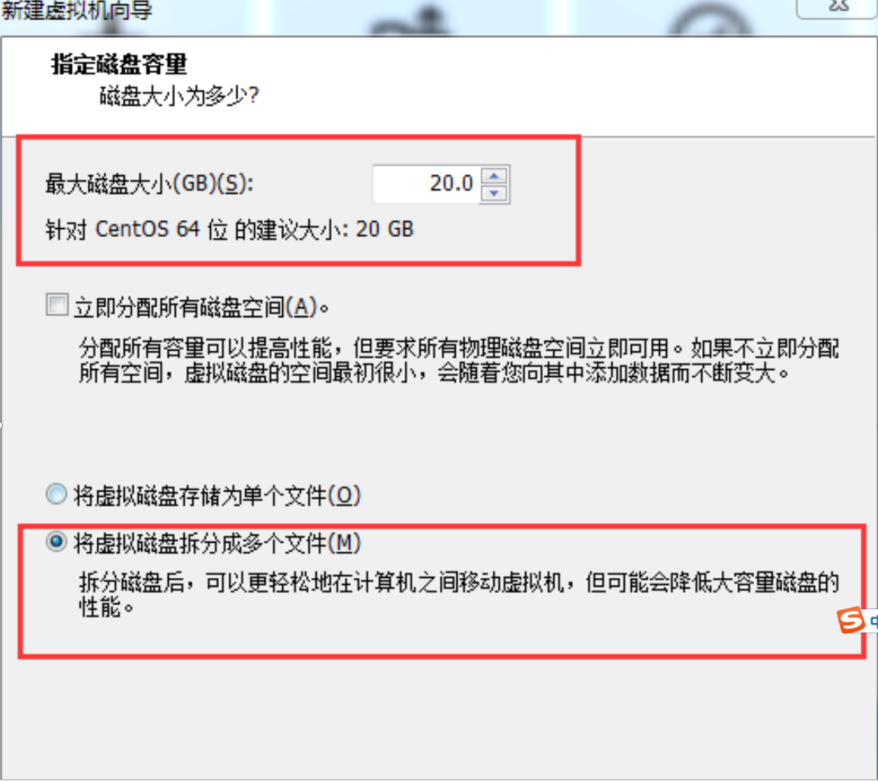 新建虚拟机向导
指定磁盘容量
磁盘大小为多少?
最大磁盘大小(GB)(S):
20.0
针对 CentOS 64 位 的建议大小: 20 GB
立即分配所有磁盘空间(A)。
分配所有容量可以提高性能，但要求所有物理磁盘空间立即可用。如果不立即分配
所有空间，虚拟磁盘的空间最初很小，会随着您向其中添加数据而不断变大。
将虚拟磁盘存储为单个文件(O)
将虚拟磁盘拆分成多个文件(M)
拆分磁盘后，可以更轻松地在计算机之间移动虚拟机，但可能会降低大容量磁盘的
性能。
S